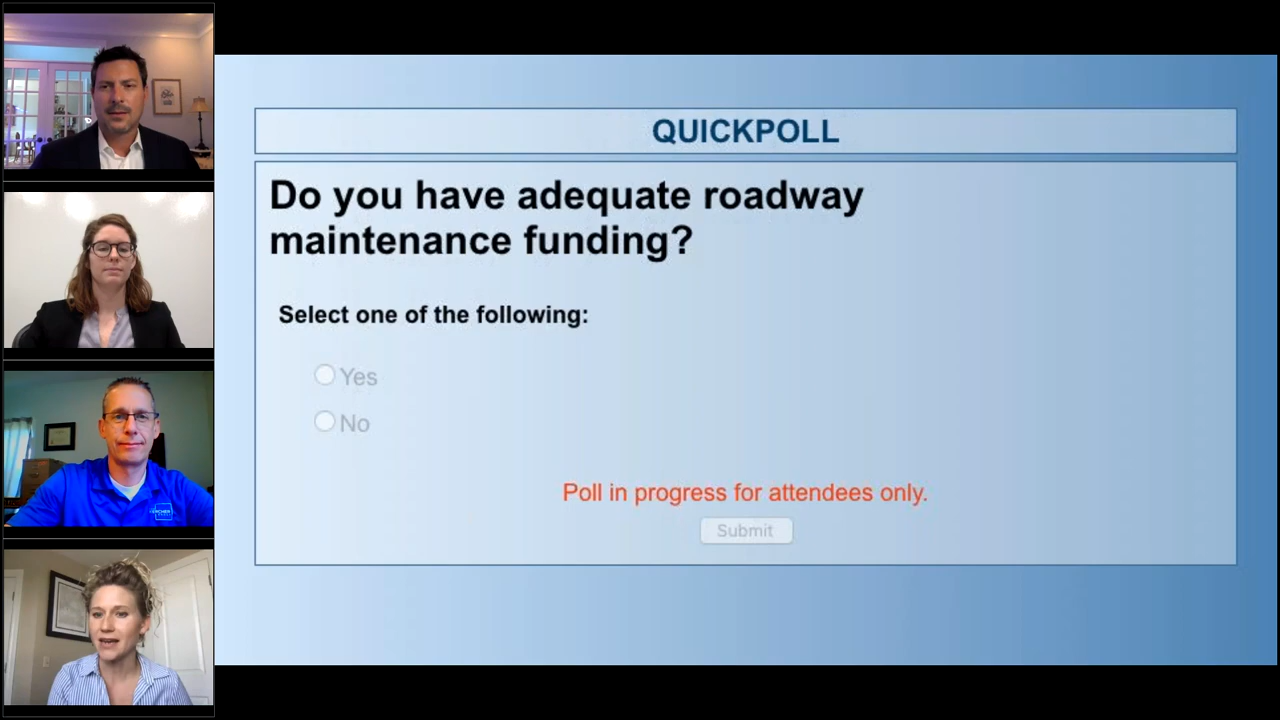 QUICKPOLL
Do you have adequate roadway
maintenance funding?
Select one of the following:
Yes
No
Poll in progress for attendees only.
Submit